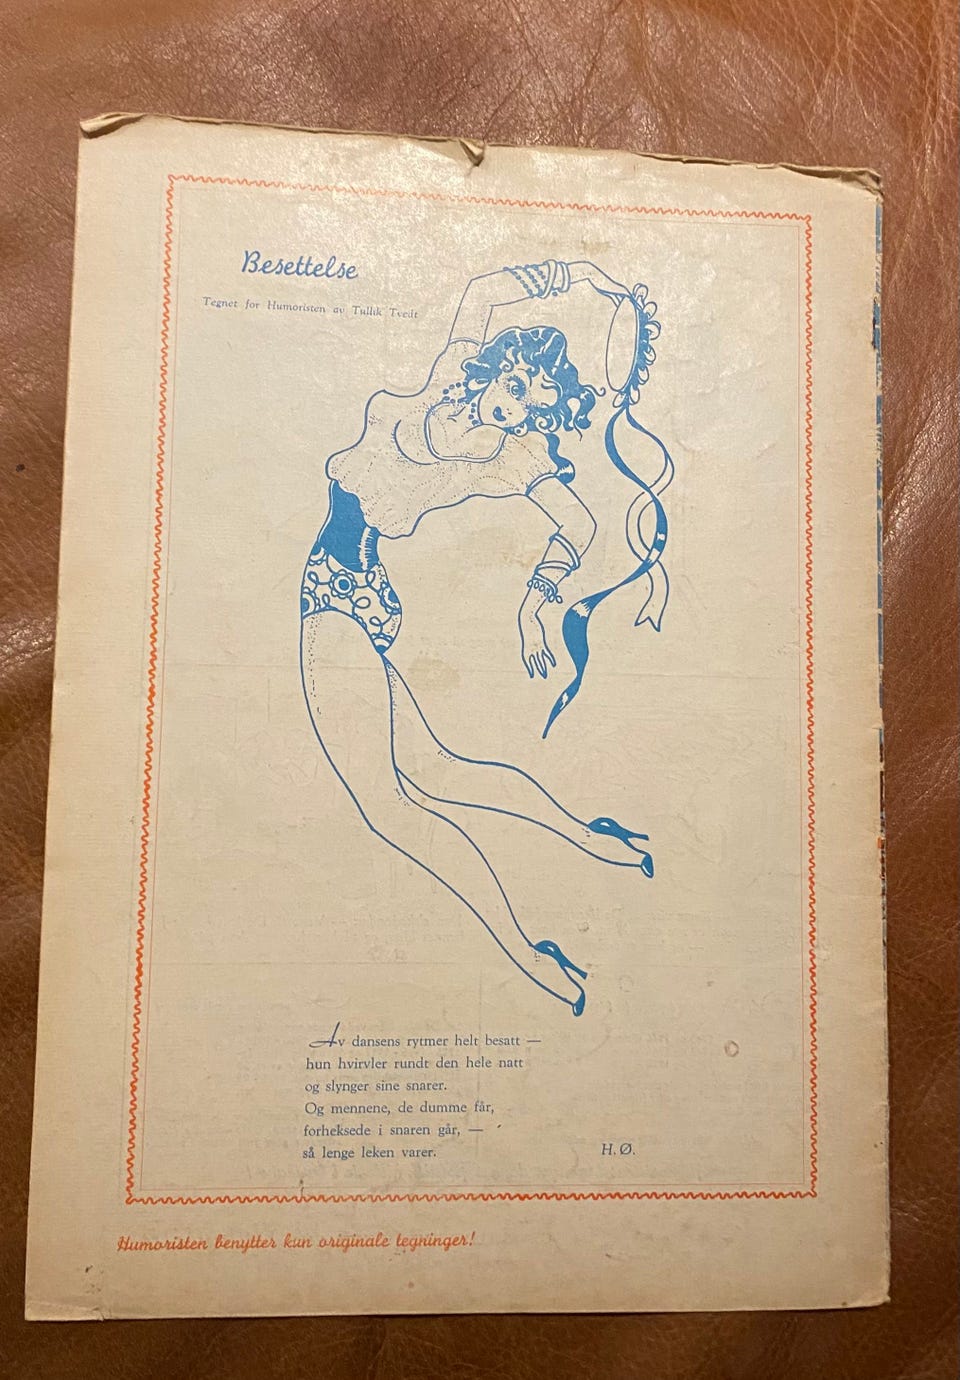 Besettelse
Tegnet for Humoristen av Tullik Tvedt
Av dansens rytmer helt besatt —
hun hvirvler rundt den hele natt
og slynger sine snarer.
Og mennene, de dumme får,
forheksede i snaren går, —
så lenge leken varer.
H. Ø.
Humoristen benytter kun originale tegninger!